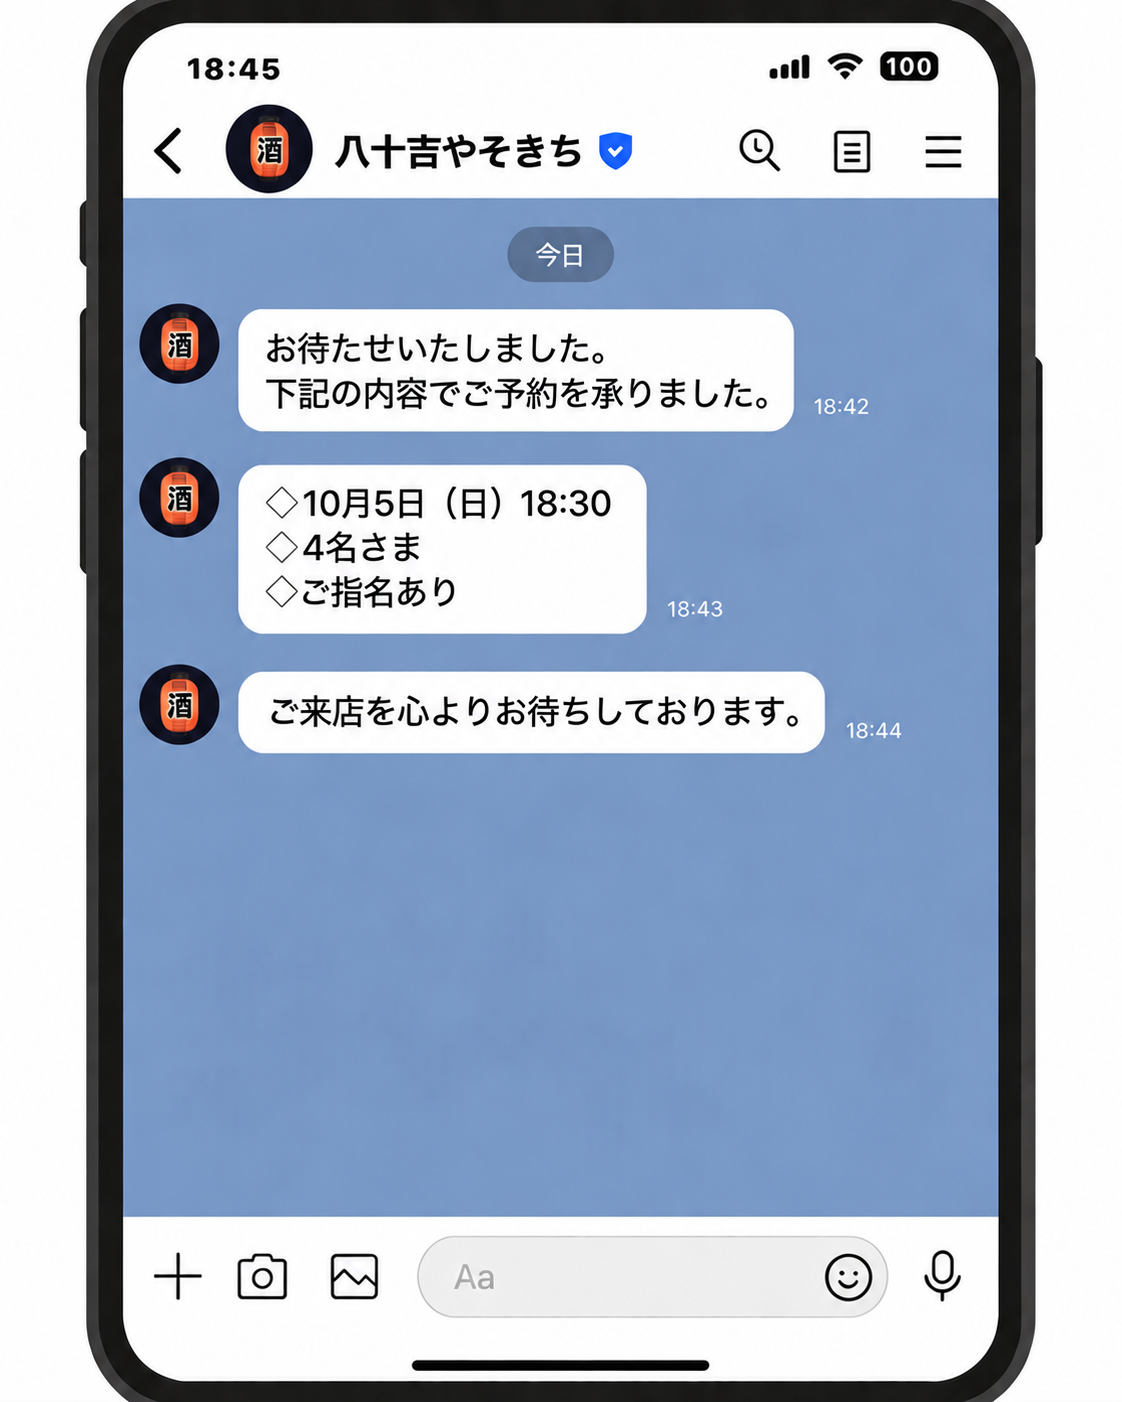 18:45
100
酒
八十吉やそきち
今日
酒
お待たせいたしました。
下記の内容でご予約を承りました。
18:42
酒
◇10月5日（日）18:30
◇4名さま
◇ご指名あり
18:43
酒
ご来店を心よりお待ちしております。
18:44
Aa